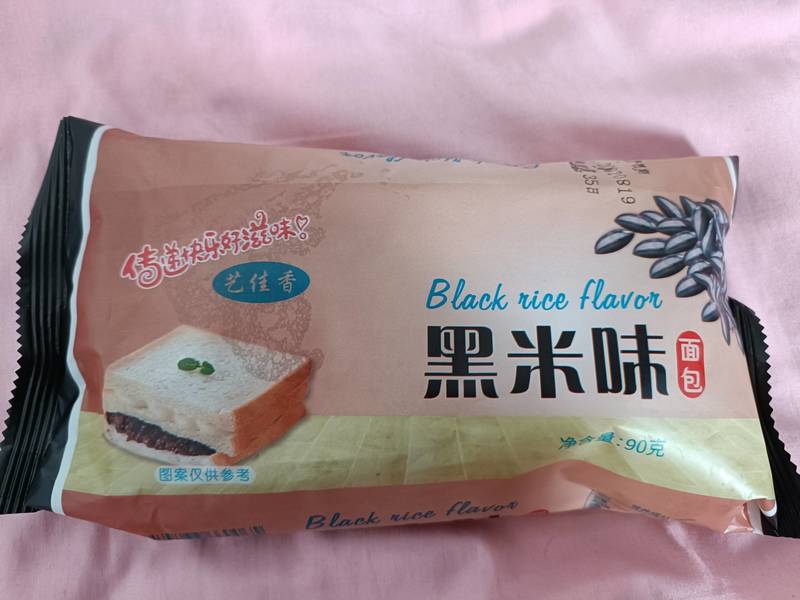 传递快乐好滋味!
艺佳香
Black rice flavor
黑米味
面包
净含量:90克
图案仅供参考
Black rice flavor